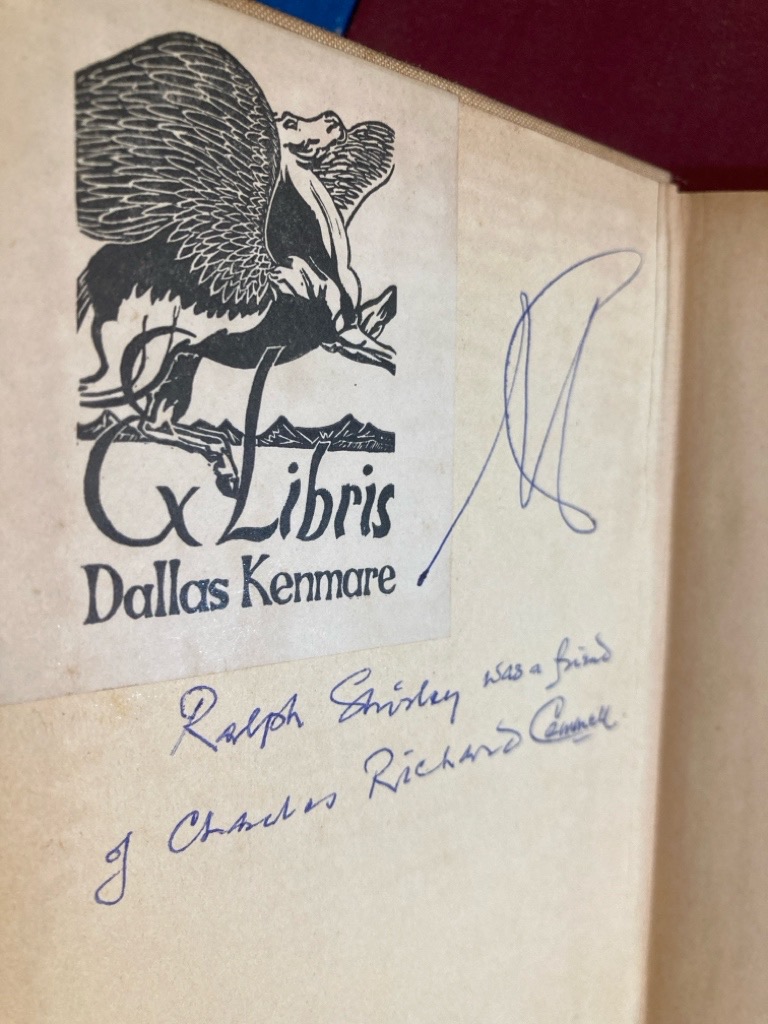 Ex Libris
Dallas Kenmare
Ralph Shirley was a friend
of Charles Richard Cammell.